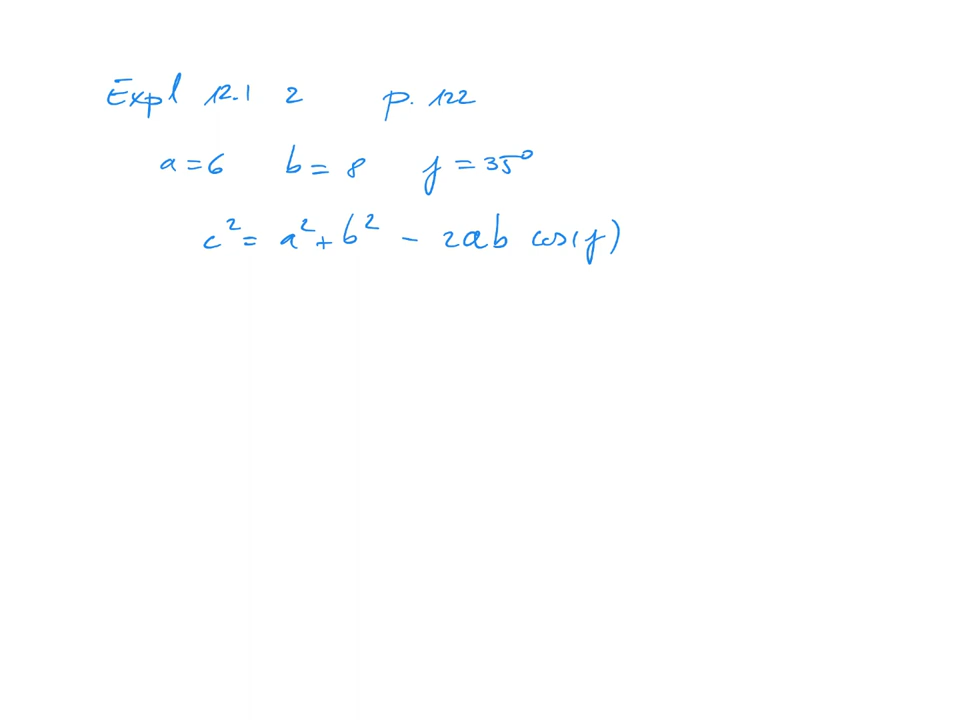 Expl 12.1 2 p. 122
a = 6 b = 8 γ = 35°
c² = a² + b² - 2ab cos(γ)